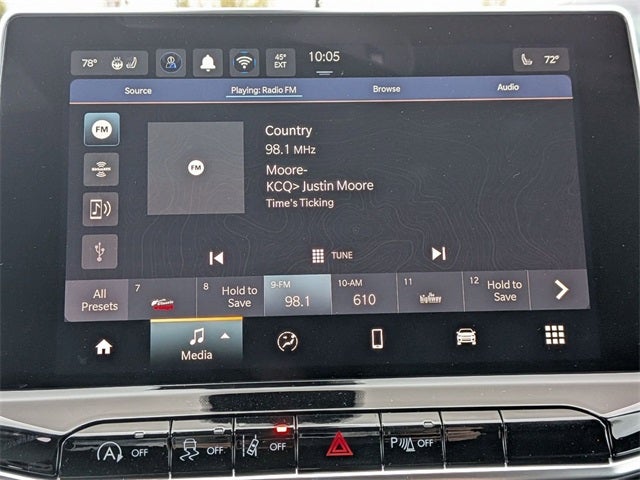 78° 45° EXT 10:05 72°
Source Playing: Radio FM Browse Audio
FM
Country
98.1 MHz
FM
Moore-
KCQ> Justin Moore
Time's Ticking
TUNE
All Presets 7 8 Hold to Save 9-FM 98.1 10-AM 610 11 the highway 12 Hold to Save
Media
A OFF OFF OFF P OFF